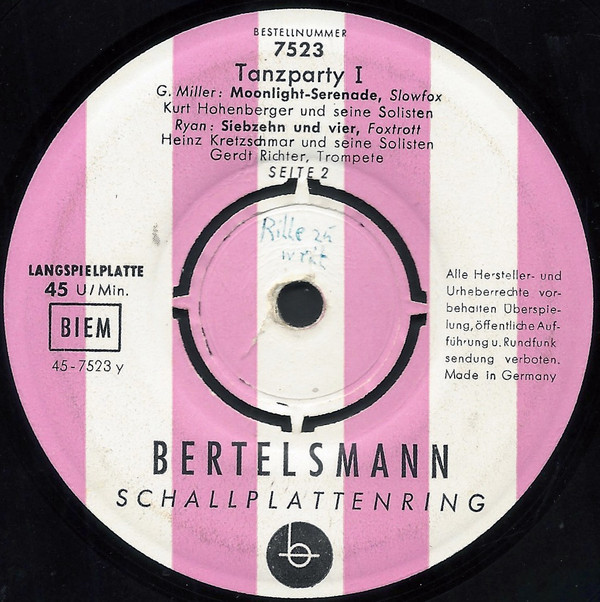 BESTELLNUMMER
7523
Tanzparty I
G. Miller: Moonlight-Serenade, Slowfox
Kurt Hohenberger und seine Solisten
Ryan: Siebzehn und vier, Foxtrott
Heinz Kretzschmar und seine Solisten
Gerdt Richter, Trompete
SEITE 2
Rille zu
LANGSPIELPLATTE
45 U/Min.
BIEM
45-7523 y
Alle Hersteller- und
Urheberrechte vor-
behalten Überspie-
lung, öffentliche Auf-
führung u. Rundfunk
sendung verboten.
Made in Germany
BERTELSMANN
SCHALLPLATTENRING
b